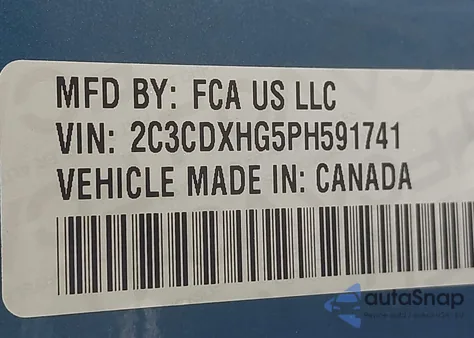 MFD BY: FCA US LLC
VIN: 2C3CDXHG5PH591741
VEHICLE MADE IN: CANADA
autoSnap